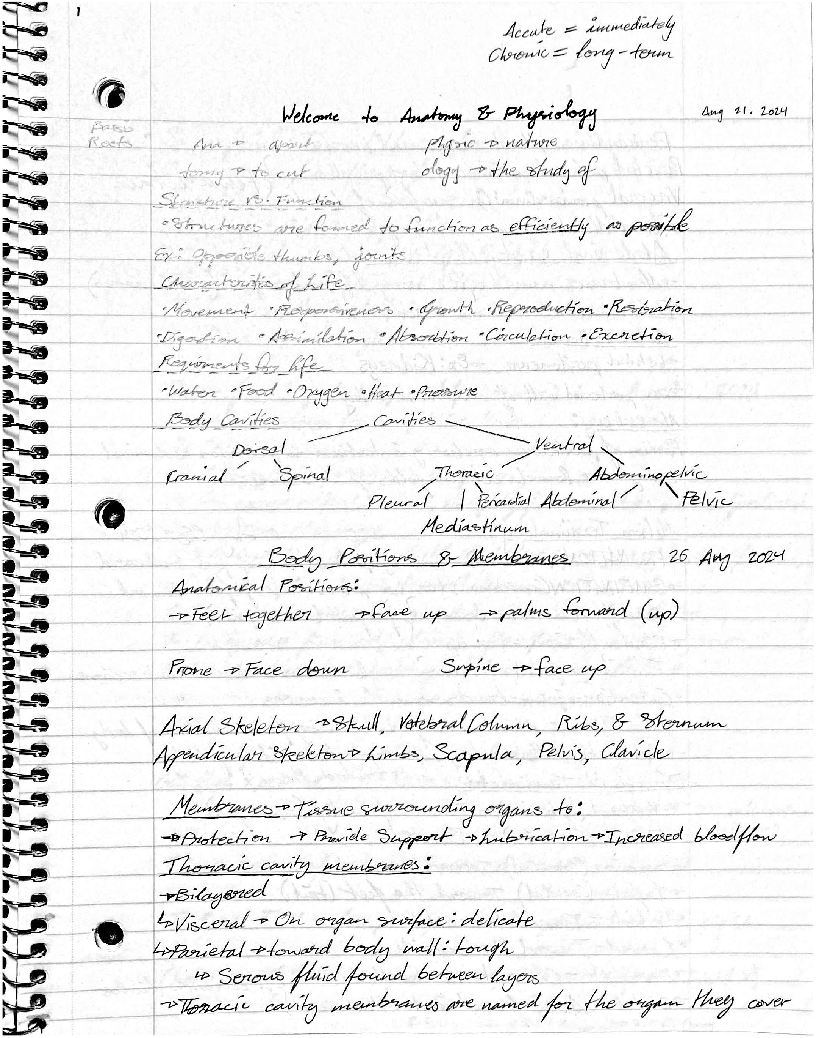 1
Accute = immediately
Chronic = long-term
Welcome to Anatomy & Physiology Aug 21. 2024
Basic Roots
Ana → apart physio → nature
tomy → to cut ology → the study of
Structure vs. Function
• Structures are formed to function as efficiently as possible
Ex: thumbs, joints
Characteristics of Life
• Movement • Responsiveness • Growth • Reproduction • Respiration
• Digestion • Assimilation • Absorbtion • Circulation • Excretion
for life
• Water • Food • Oxygen • Heat • Pressure
Body Cavities Cavities
Dorsal Ventral
Cranial Spinal Thoracic Abdominopelvic
Pleural Pericardial Abdominal Pelvic
Mediastinum
Body Positions & Membranes 26 Aug 2024
Anatomical Positions:
→ Feet together → face up → palms forward (up)
Prone → Face down Supine → face up
Axial Skeleton → Skull, Vetebral Column, Ribs, & Sternum
Appendicular Skeleton → Limbs, Scapula, Pelvis, Clavicle
Membranes → Tissue surrounding organs to:
→ Protection → Provide Support → Lubrication → Increased bloodflow
Thoracic cavity membranes:
→ Bilayered
↳ Visceral → On organ surface: delicate
↳ Parietal → toward body wall: tough
↳ Serous fluid found between layers
→ Thoracic cavity membranes are named for the organ they cover